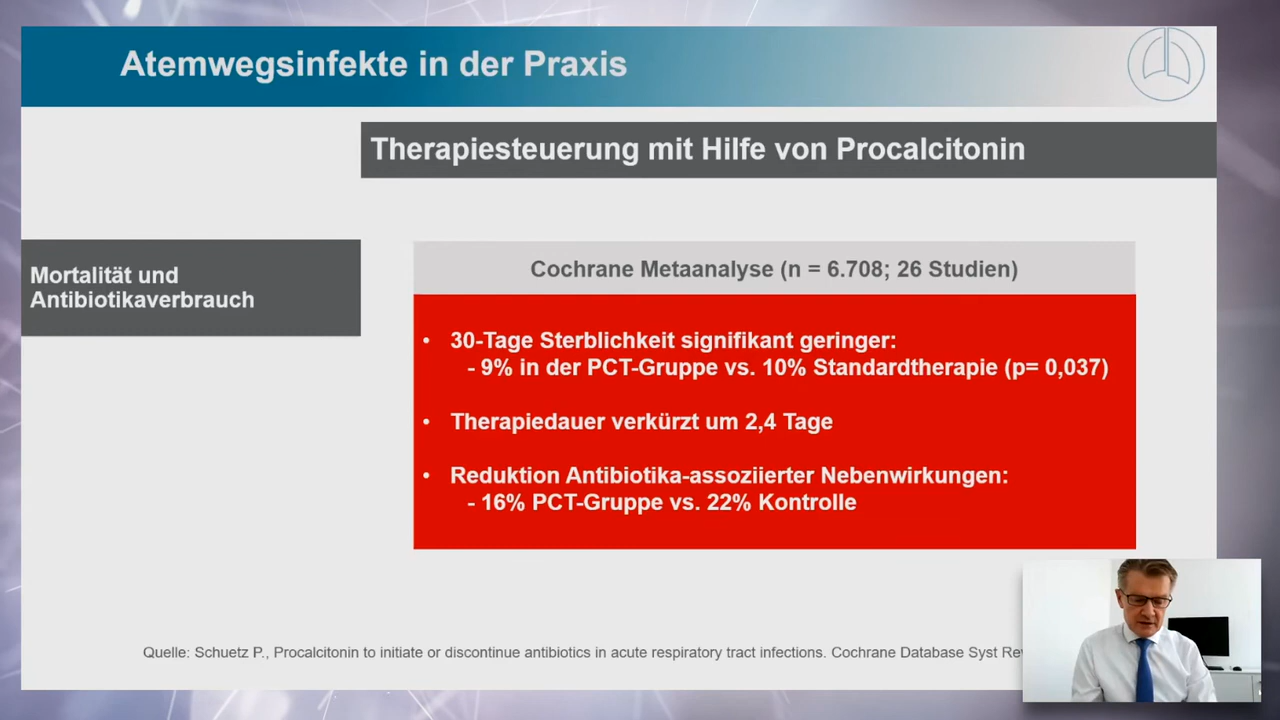 Atemwegsinfekte in der Praxis
Therapiesteuerung mit Hilfe von Procalcitonin
Mortalität und
Antibiotikaverbrauch
Cochrane Metaanalyse (n = 6.708; 26 Studien)
• 30-Tage Sterblichkeit signifikant geringer:
- 9% in der PCT-Gruppe vs. 10% Standardtherapie (p= 0,037)
• Therapiedauer verkürzt um 2,4 Tage
• Reduktion Antibiotika-assoziierter Nebenwirkungen:
- 16% PCT-Gruppe vs. 22% Kontrolle
Quelle: Schuetz P., Procalcitonin to initiate or discontinue antibiotics in acute respiratory tract infections. Cochrane Database Syst